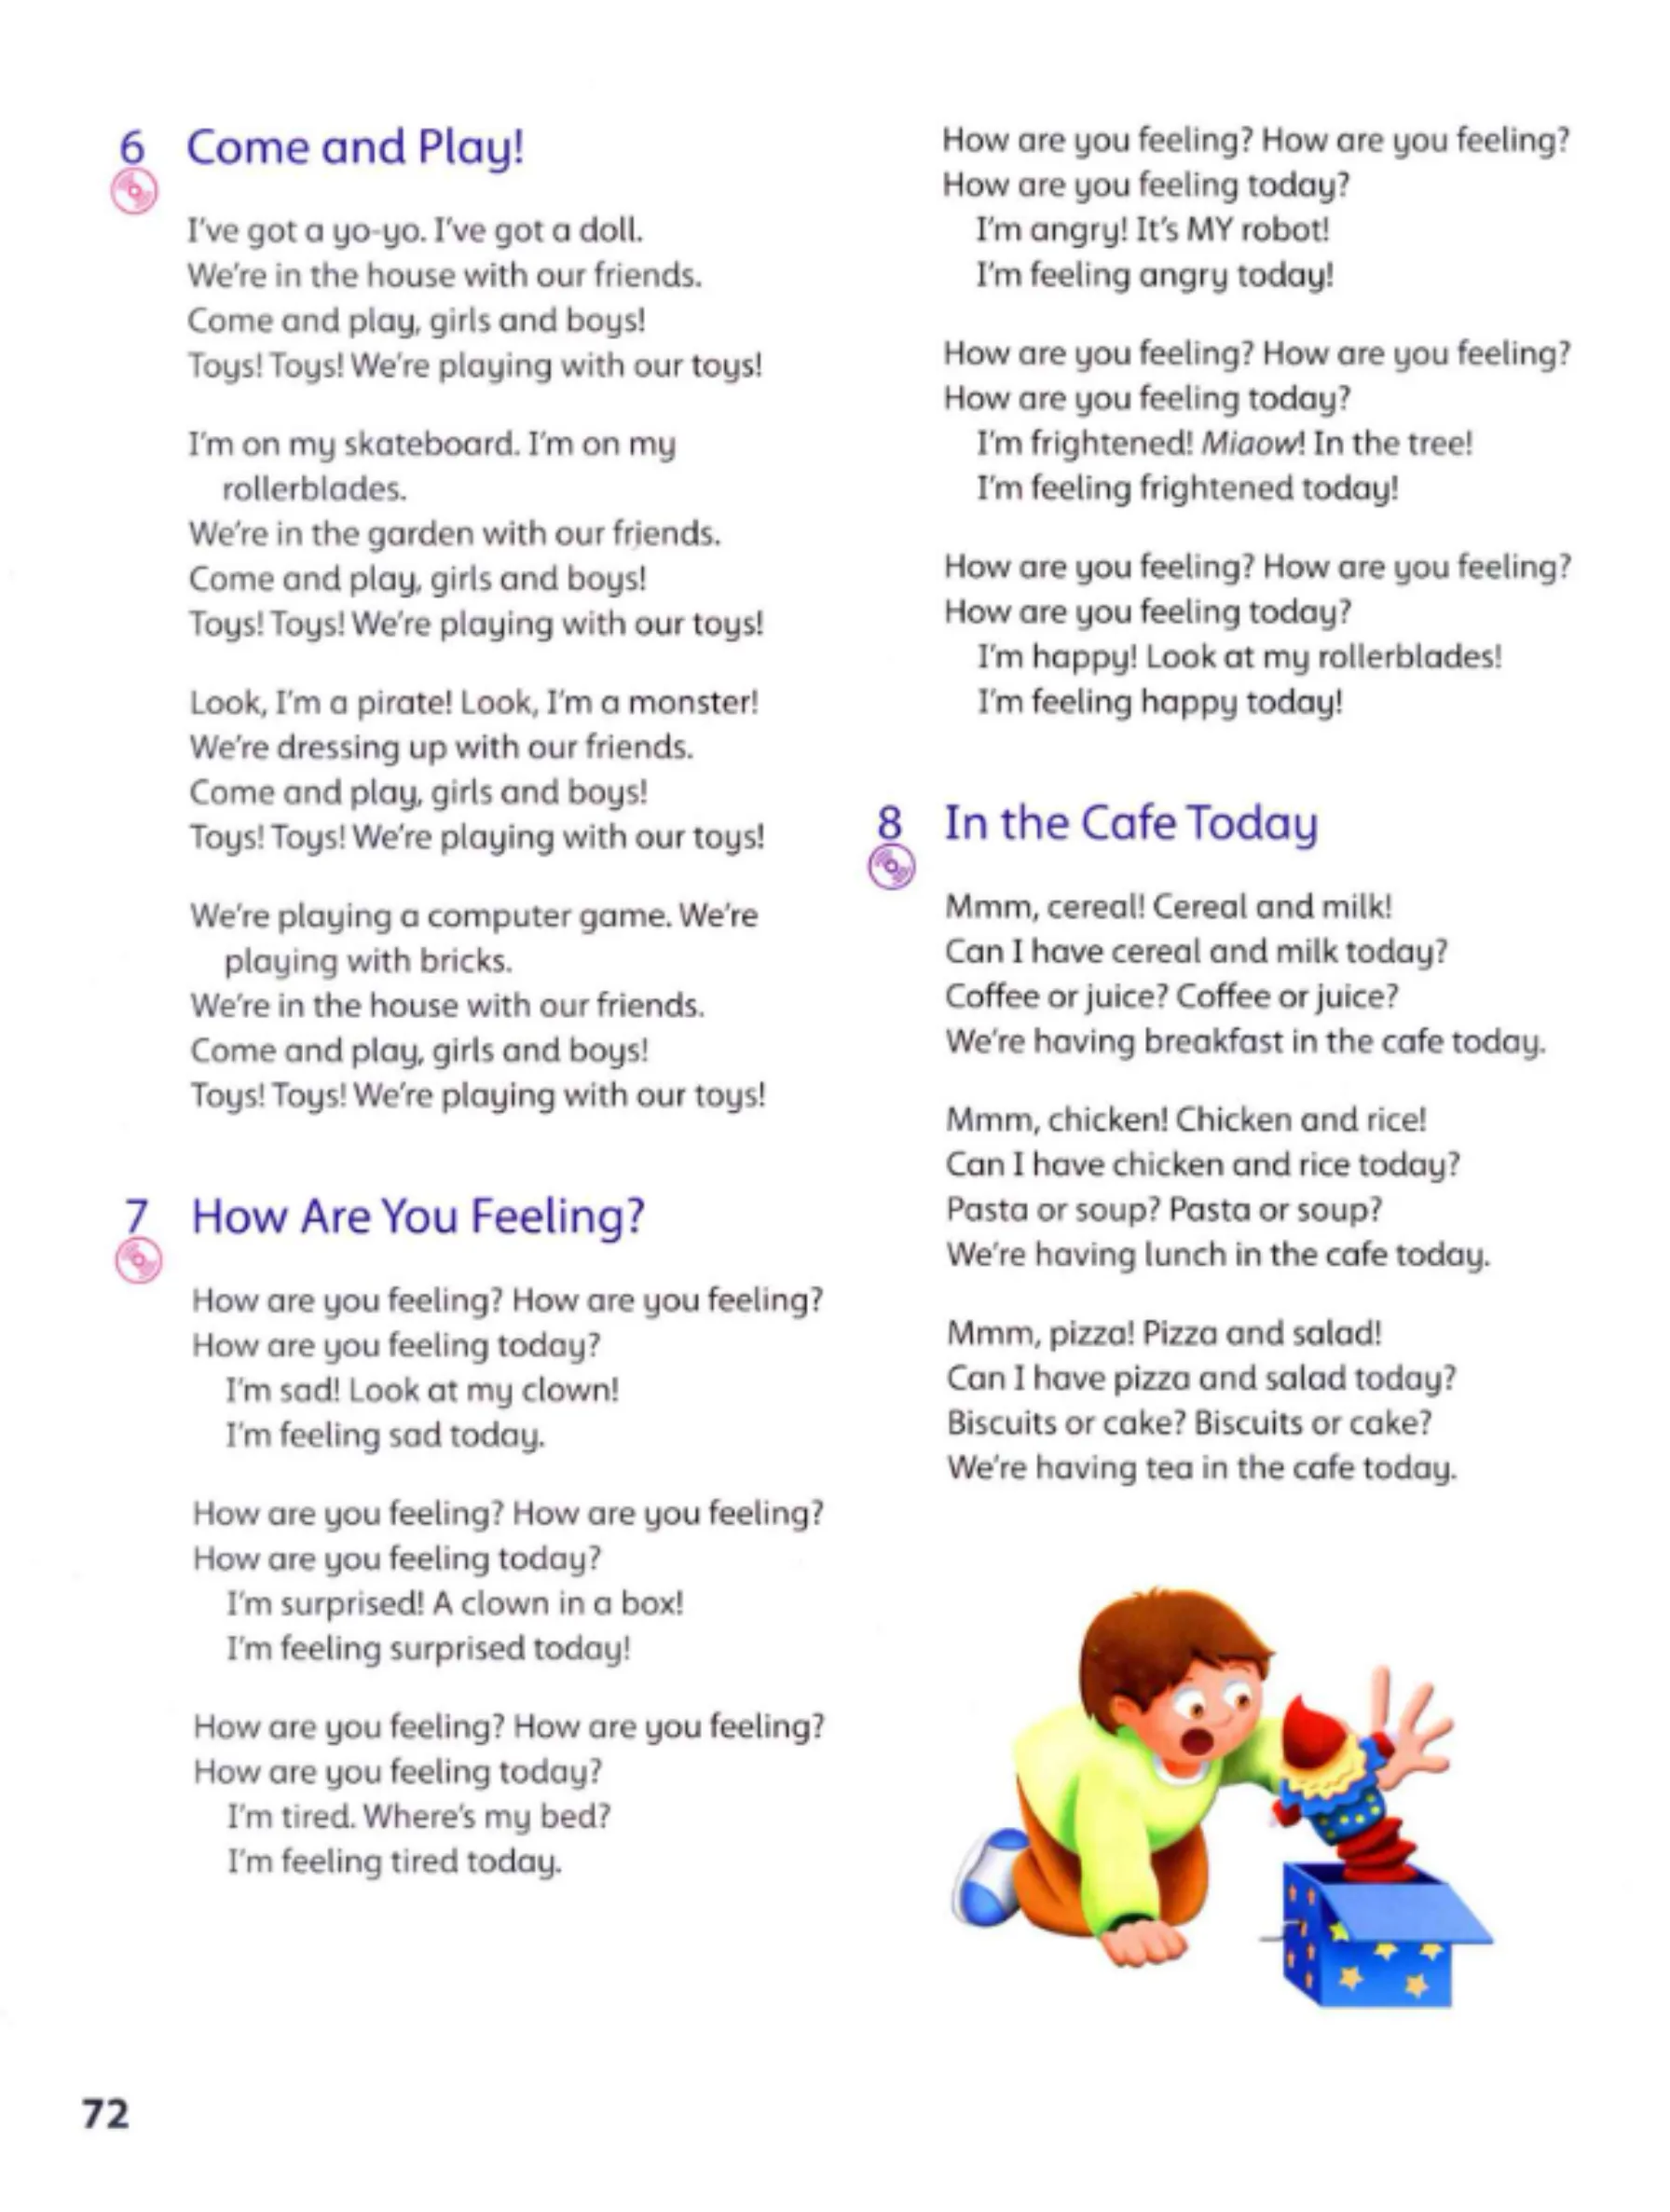 6 Come and Play!
I've got a yo-yo. I've got a doll.
We're in the house with our friends.
Come and play, girls and boys!
Toys! Toys! We're playing with our toys!
I'm on my skateboard. I'm on my
rollerblades.
We're in the garden with our friends.
Come and play, girls and boys!
Toys! Toys! We're playing with our toys!
Look, I'm a pirate! Look, I'm a monster!
We're dressing up with our friends.
Come and play, girls and boys!
Toys! Toys! We're playing with our toys!
We're playing a computer game. We're
playing with bricks.
We're in the house with our friends.
Come and play, girls and boys!
Toys! Toys! We're playing with our toys!
7 How Are You Feeling?
How are you feeling? How are you feeling?
How are you feeling today?
I'm sad! Look at my clown!
I'm feeling sad today.
How are you feeling? How are you feeling?
How are you feeling today?
I'm surprised! A clown in a box!
I'm feeling surprised today!
How are you feeling? How are you feeling?
How are you feeling today?
I'm tired. Where's my bed?
I'm feeling tired today.
How are you feeling? How are you feeling?
How are you feeling today?
I'm angry! It's MY robot!
I'm feeling angry today!
How are you feeling? How are you feeling?
How are you feeling today?
I'm frightened! Miaow! In the tree!
I'm feeling frightened today!
How are you feeling? How are you feeling?
How are you feeling today?
I'm happy! Look at my rollerblades!
I'm feeling happy today!
8 In the Cafe Today
Mmm, cereal! Cereal and milk!
Can I have cereal and milk today?
Coffee or juice? Coffee or juice?
We're having breakfast in the cafe today.
Mmm, chicken! Chicken and rice!
Can I have chicken and rice today?
Pasta or soup? Pasta or soup?
We're having lunch in the cafe today.
Mmm, pizza! Pizza and salad!
Can I have pizza and salad today?
Biscuits or cake? Biscuits or cake?
We're having tea in the cafe today.
72